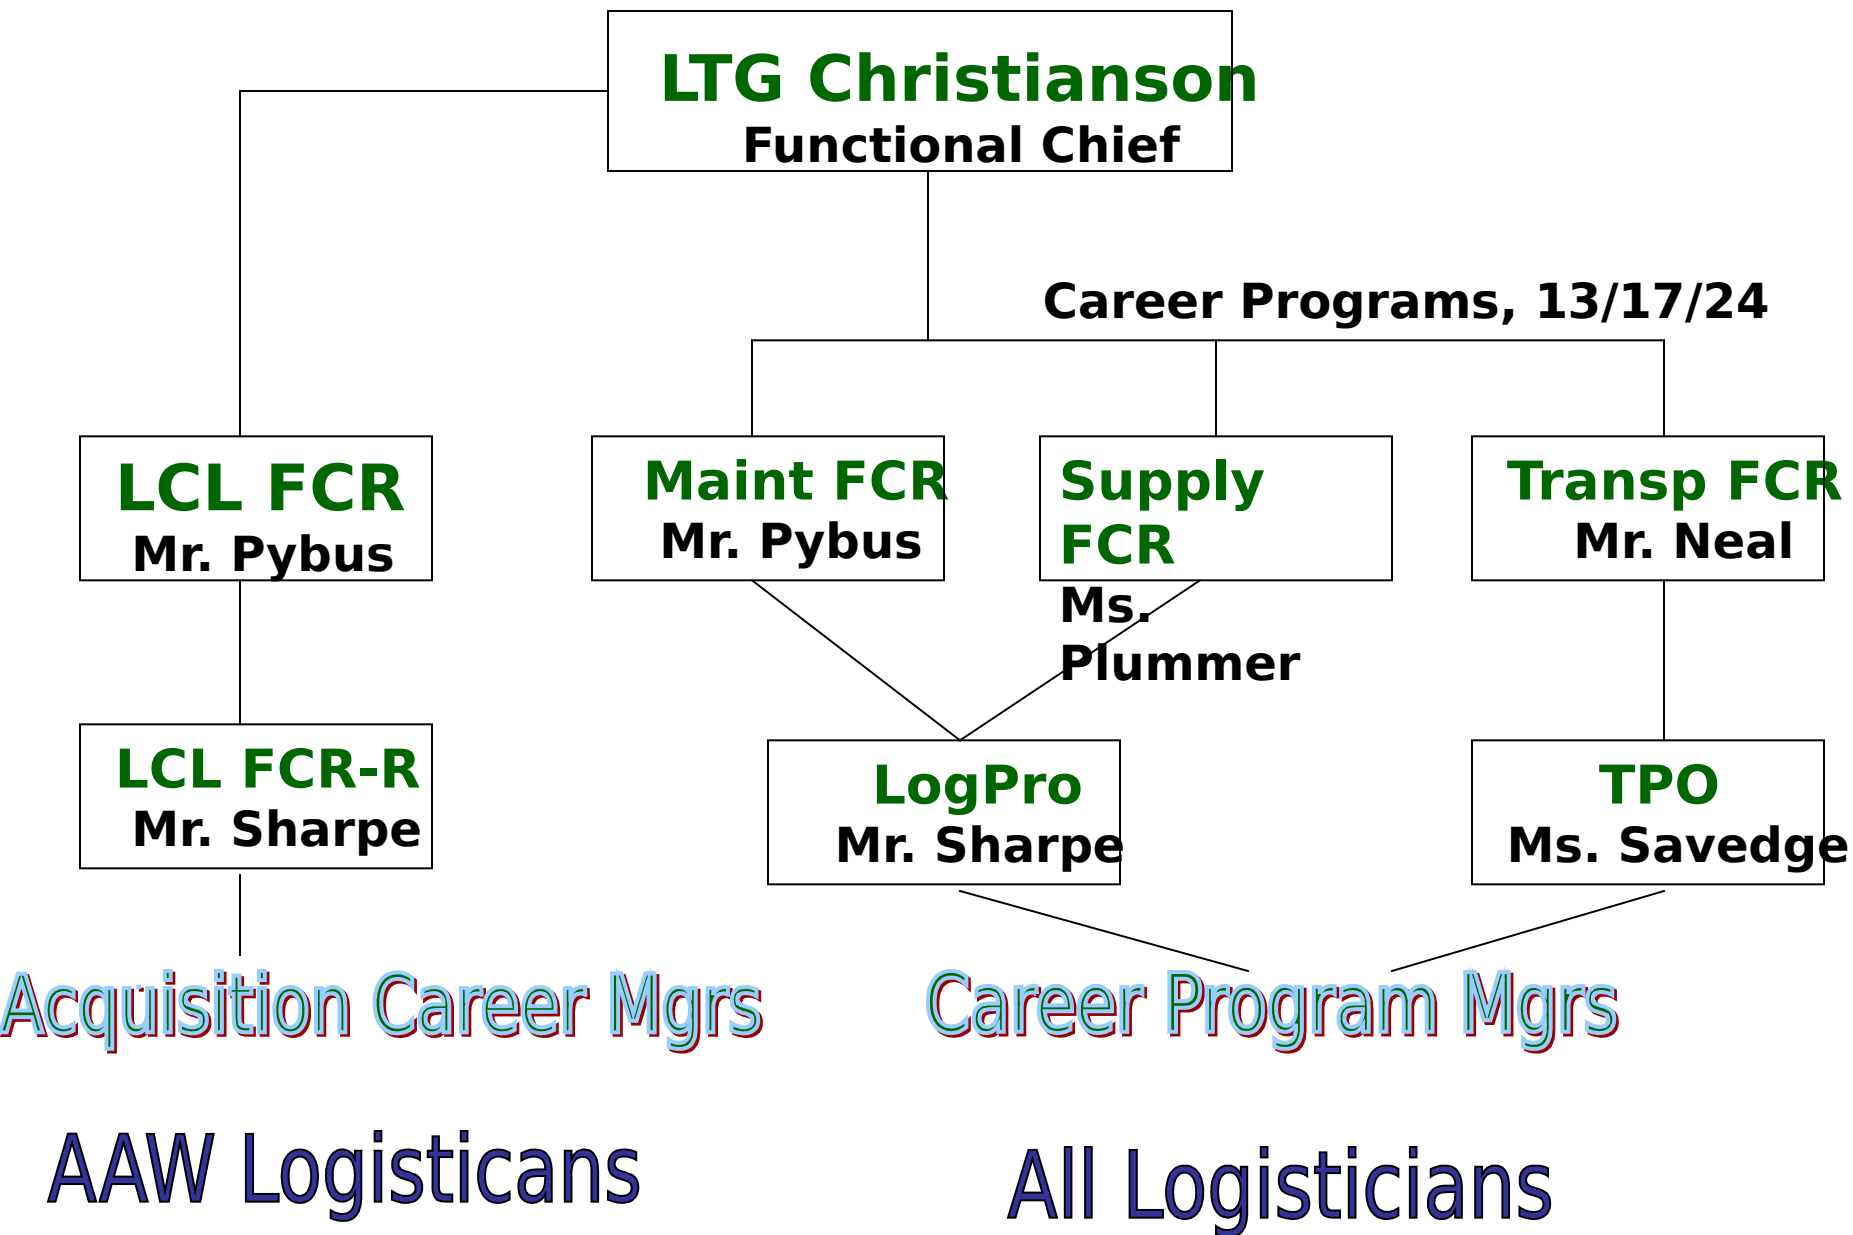 LTG Christianson
Functional Chief
Career Programs, 13/17/24
LCL FCR
Mr. Pybus
Maint FCR
Mr. Pybus
Supply
FCR
Ms.
Plummer
Transp FCR
Mr. Neal
LCL FCR-R
Mr. Sharpe
LogPro
Mr. Sharpe
TPO
Ms. Savedge
Acquisition Career Mgrs
Career Program Mgrs
AAW Logisticans
All Logisticians